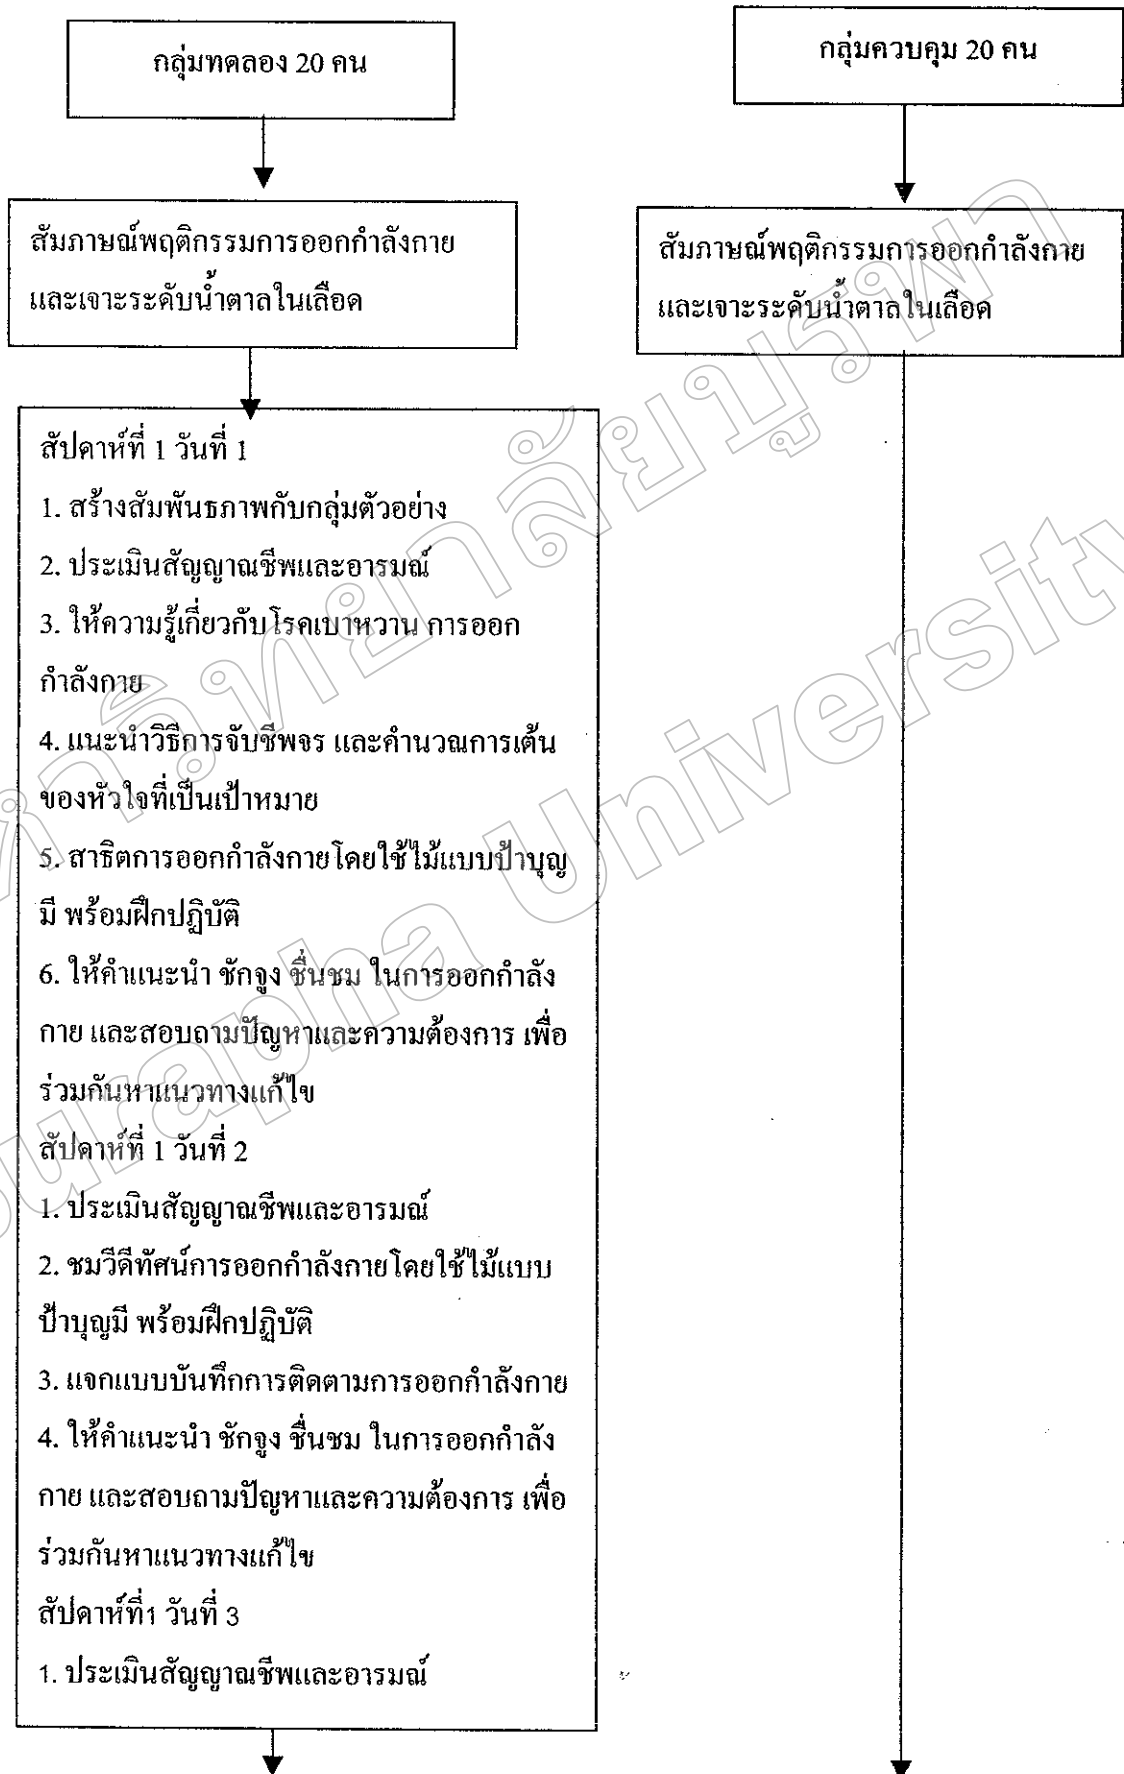 กลุ่มทดลอง 20 คน
กลุ่มควบคุม 20 คน
สัมภาษณ์พฤติกรรมการออกกำลังกาย
และเจาะระดับน้ำตาลในเลือด
สัมภาษณ์พฤติกรรมการออกกำลังกาย
และเจาะระดับน้ำตาลในเลือด
สัปดาห์ที่ 1 วันที่ 1
1. สร้างสัมพันธภาพกับกลุ่มตัวอย่าง
2. ประเมินสัญญาณชีพและอารมณ์
3. ให้ความรู้เกี่ยวกับโรคเบาหวาน การออก
กำลังกาย
4. แนะนำวิธีการจับชีพจร และคำนวณการเต้น
ของหัวใจที่เป็นเป้าหมาย
5. สาธิตการออกกำลังกายโดยใช้ไม้แบบป้าบุญ
มี พร้อมฝึกปฏิบัติ
6. ให้คำแนะนำ ชักจูง ชื่นชม ในการออกกำลัง
กาย และสอบถามปัญหาและความต้องการ เพื่อ
ร่วมกันหาแนวทางแก้ไข
สัปดาห์ที่ 1 วันที่ 2
1. ประเมินสัญญาณชีพและอารมณ์
2. ชมวีดีทัศน์การออกกำลังกายโดยใช้ไม้แบบ
ป้าบุญมี พร้อมฝึกปฏิบัติ
3. แจกแบบบันทึกการติดตามการออกกำลังกาย
4. ให้คำแนะนำ ชักจูง ชื่นชม ในการออกกำลัง
กาย และสอบถามปัญหาและความต้องการ เพื่อ
ร่วมกันหาแนวทางแก้ไข
สัปดาห์ที่1 วันที่ 3
1. ประเมินสัญญาณชีพและอารมณ์
มหาวิทยาลัยบูรพา
Burapha University